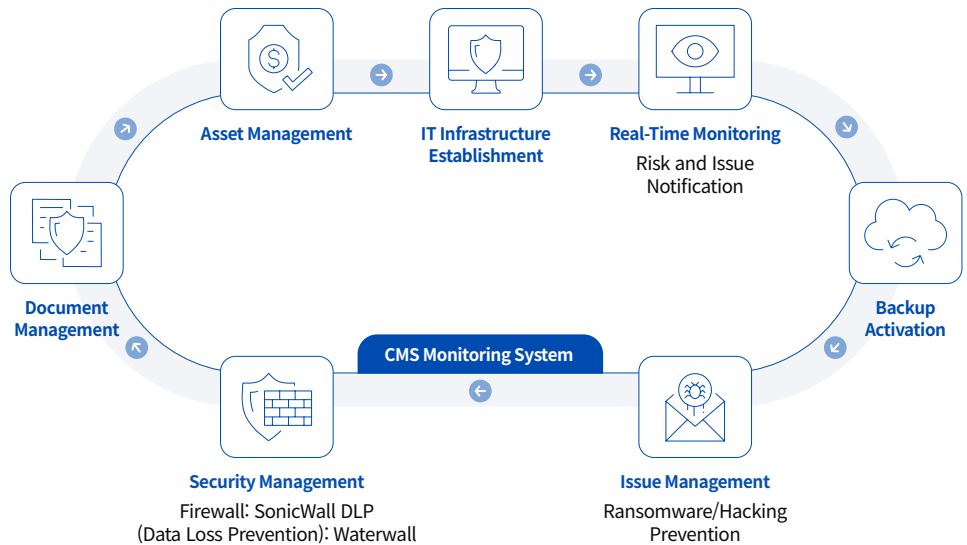 Asset Management
IT Infrastructure
Establishment
Real-Time Monitoring
Risk and Issue
Notification
Document
Management
Backup
Activation
CMS Monitoring System
Security Management
Firewall: SonicWall DLP
(Data Loss Prevention): Waterwall
Issue Management
Ransomware/Hacking
Prevention
$